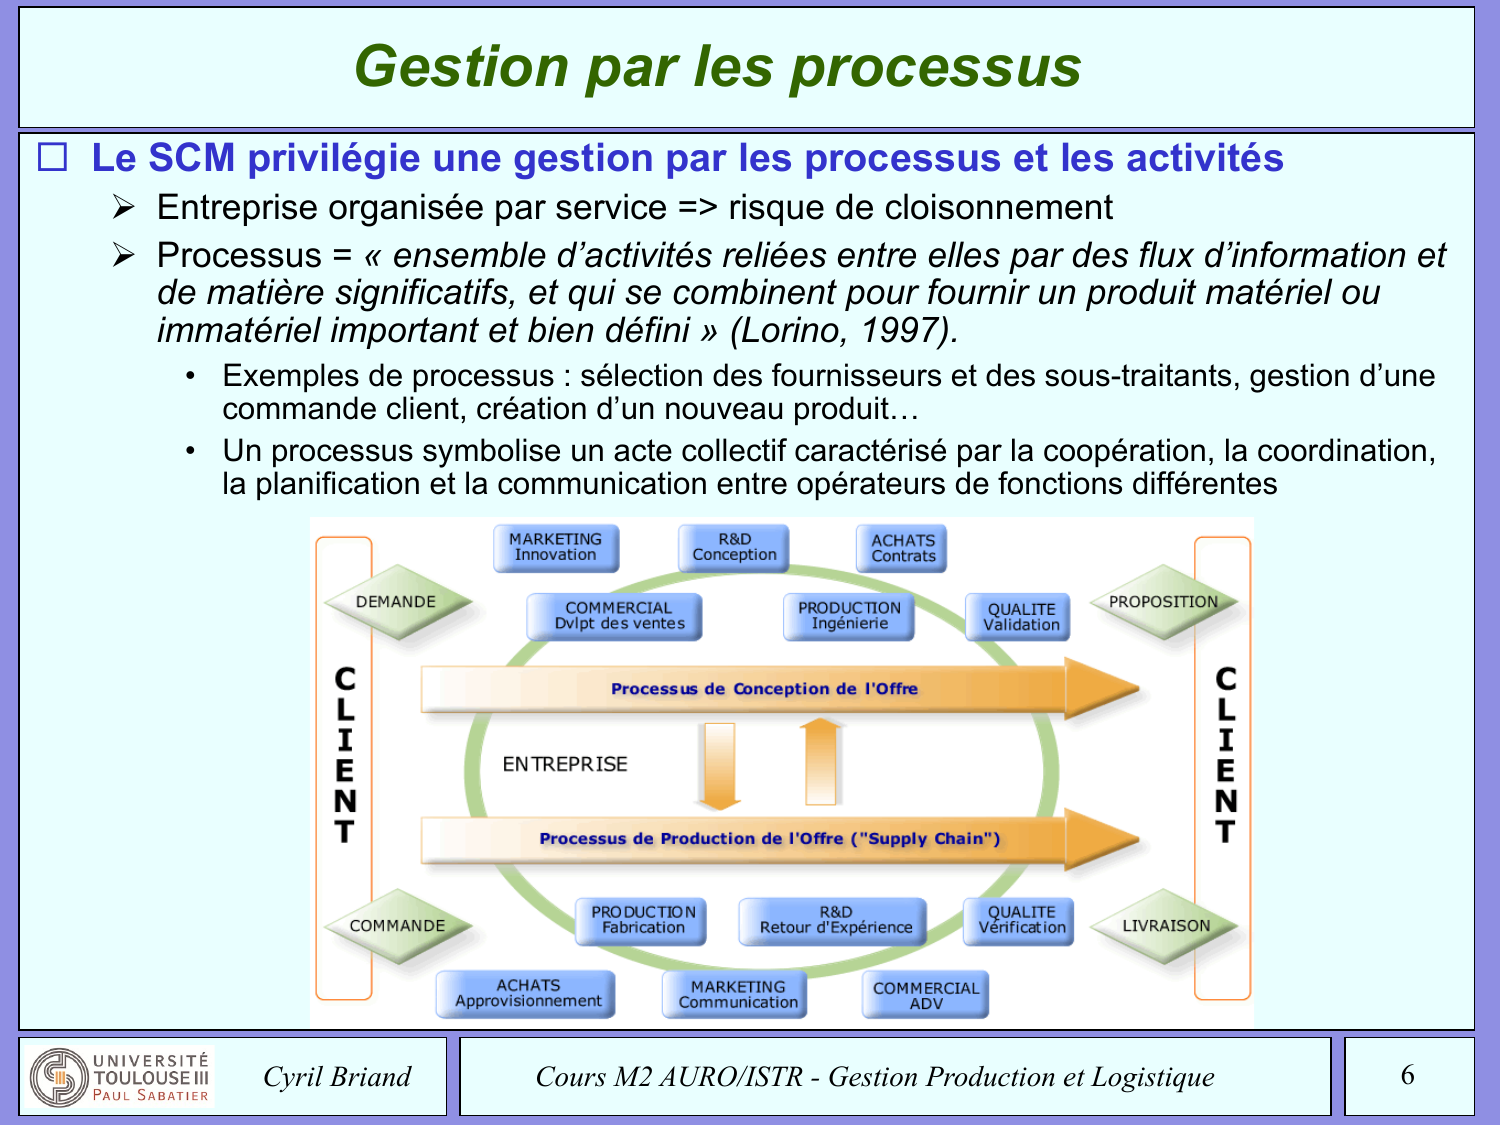 Gestion par les processus
Le SCM privilégie une gestion par les processus et les activités
Entreprise organisée par service => risque de cloisonnement
Processus = « ensemble d’activités reliées entre elles par des flux d’information et
de matière significatifs, et qui se combinent pour fournir un produit matériel ou
immatériel important et bien défini » (Lorino, 1997).
• Exemples de processus : sélection des fournisseurs et des sous-traitants, gestion d’une
commande client, création d’un nouveau produit…
• Un processus symbolise un acte collectif caractérisé par la coopération, la coordination,
la planification et la communication entre opérateurs de fonctions différentes
MARKETING
Innovation
R&D
Conception
ACHATS
Contrats
DEMANDE
COMMERCIAL
Dvlpt des ventes
PRODUCTION
Ingénierie
QUALITE
Validation
PROPOSITION
CLIENT
Processus de Conception de l'Offre
ENTREPRISE
Processus de Production de l'Offre ("Supply Chain")
CLIENT
COMMANDE
PRODUCTION
Fabrication
R&D
Retour d'Expérience
QUALITE
Vérification
LIVRAISON
ACHATS
Approvisionnement
MARKETING
Communication
COMMERCIAL
ADV
UNIVERSITÉ
TOULOUSE III
PAUL SABATIER
Cyril Briand
Cours M2 AURO/ISTR - Gestion Production et Logistique
6